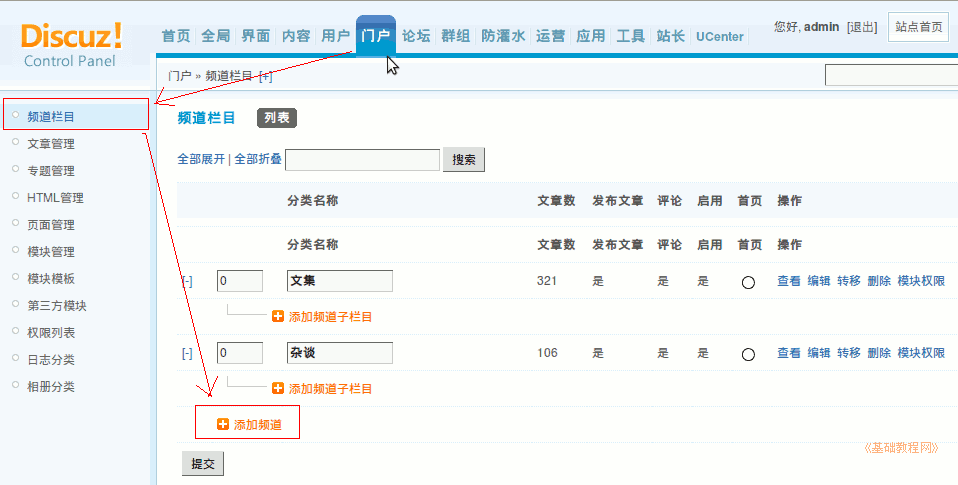 Discuz!
Control Panel
首页 全局 界面 内容 用户 门户 论坛 群组 防灌水 运营 应用 工具 站长 UCenter
您好, admin [退出] 站点首页
门户 » 频道栏目 [+]
频道栏目
文章管理
专题管理
HTML管理
页面管理
模块管理
模块模板
第三方模块
权限列表
日志分类
相册分类
频道栏目 列表
全部展开 | 全部折叠 搜索
分类名称 文章数 发布文章 评论 启用 首页 操作
分类名称 文章数 发布文章 评论 启用 首页 操作
[-] 0 文集 321 是 是 是 查看 编辑 转移 删除 模块权限
添加频道子栏目
[-] 0 杂谈 106 是 是 是 查看 编辑 转移 删除 模块权限
添加频道子栏目
添加频道
提交
《基础教程网》